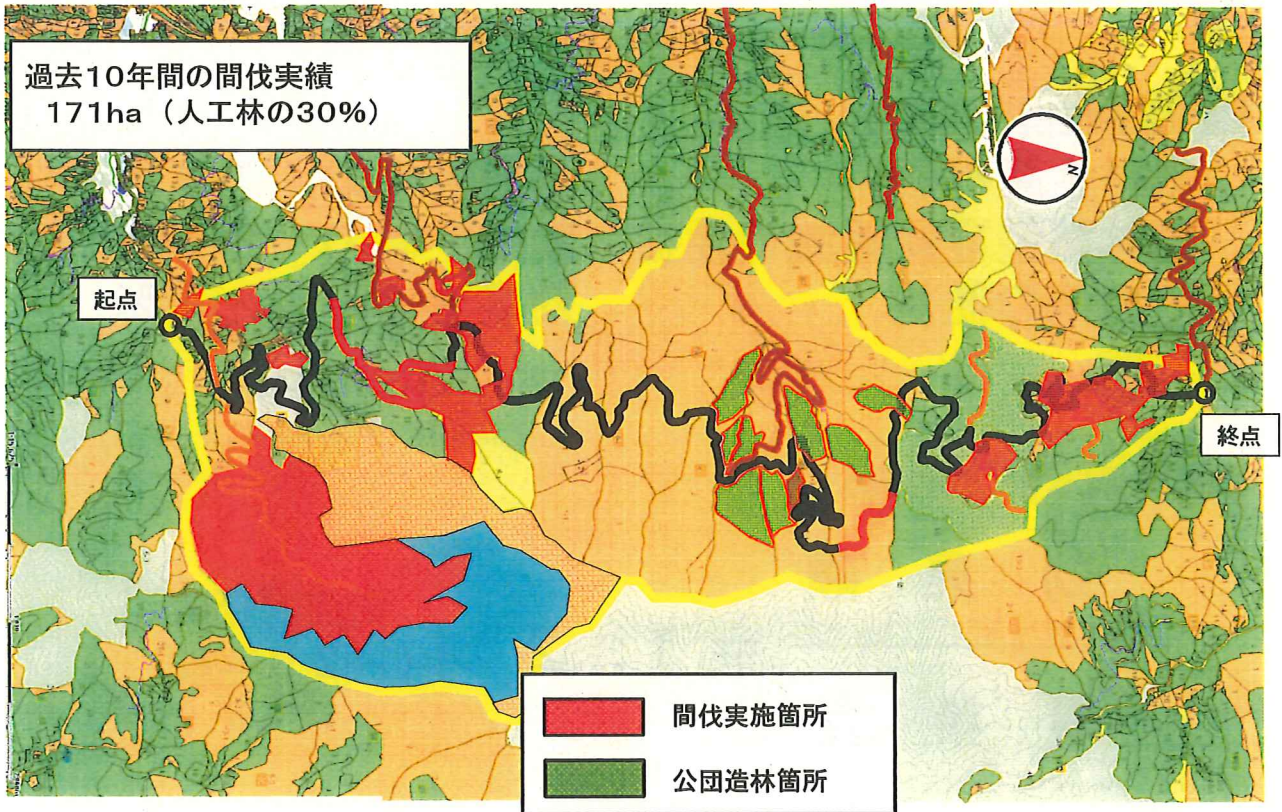 過去10年間の間伐実績
171ha（人工林の30%）
N
起点
終点
間伐実施箇所
公団造林箇所